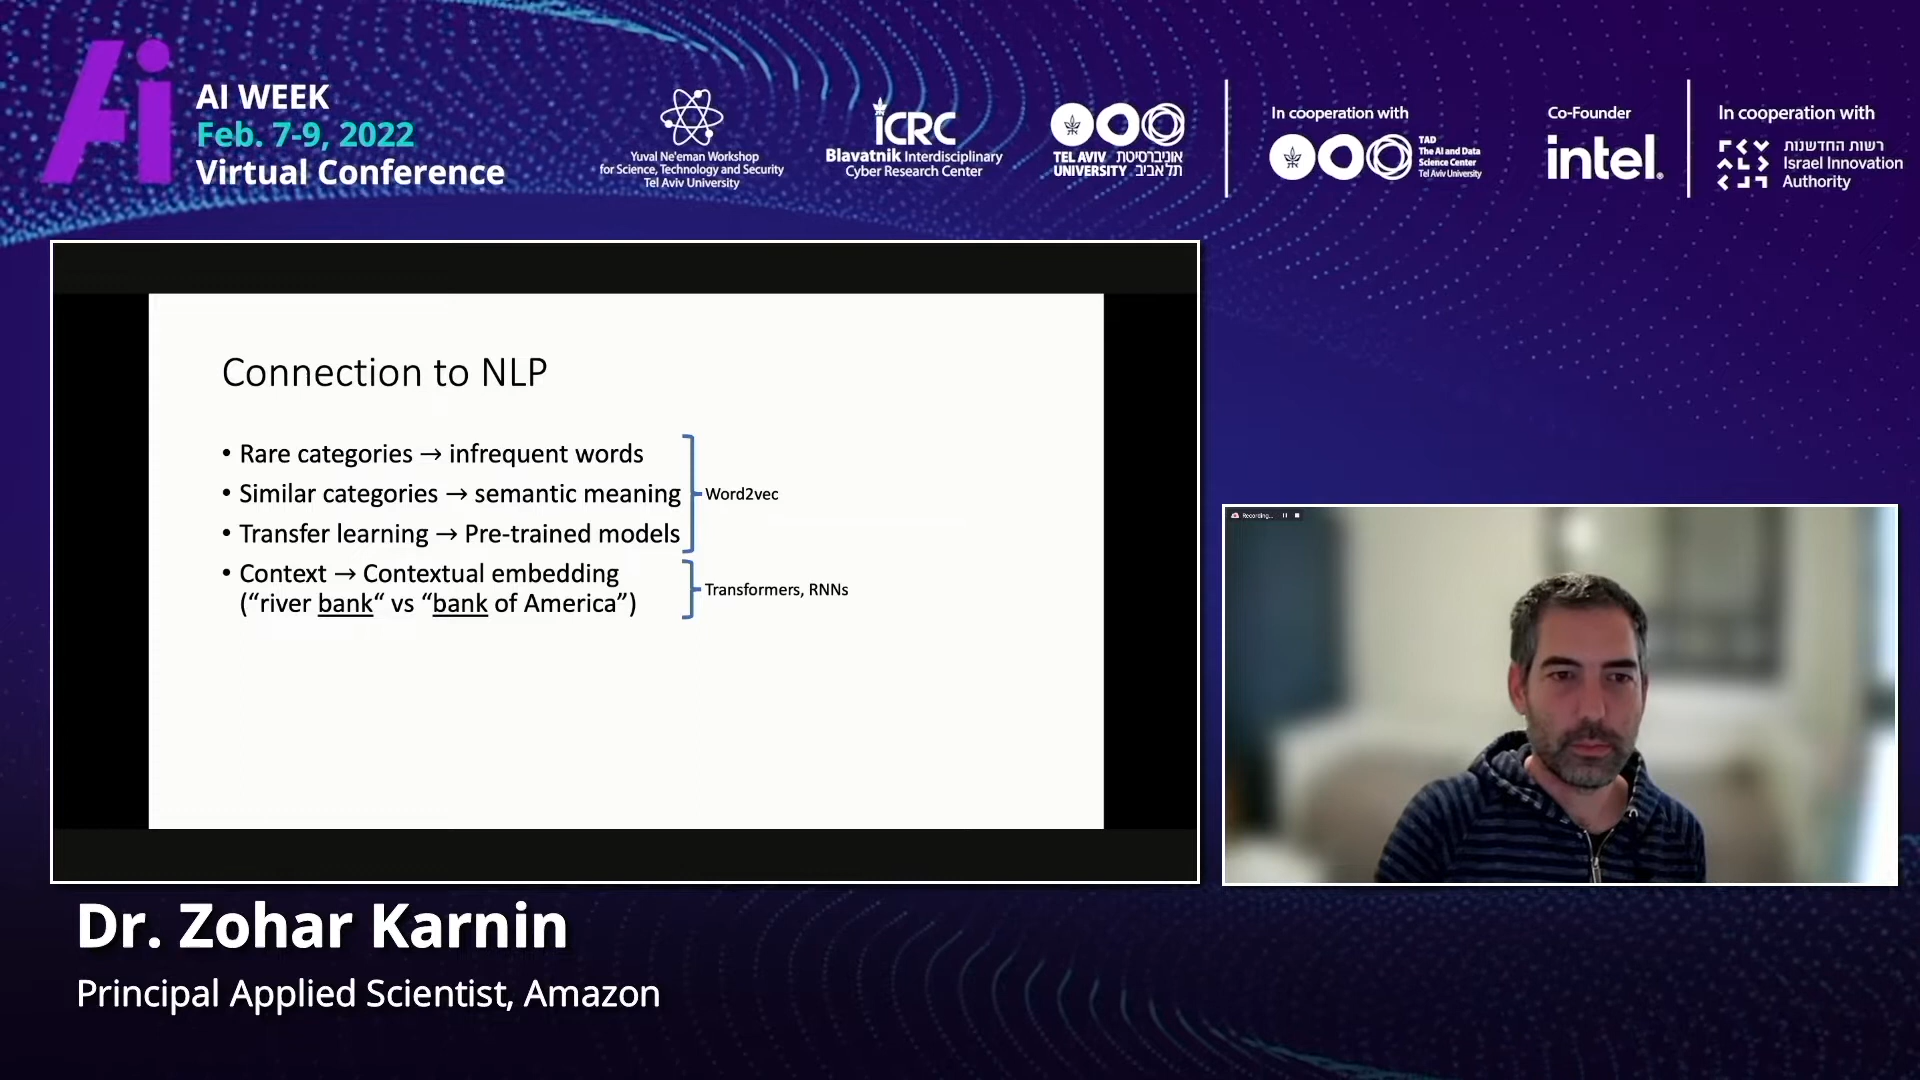 Ai
AI WEEK
Feb. 7-9, 2022
Virtual Conference
Yuval Ne'eman Workshop
for Science, Technology and Security
Tel Aviv University
ICRC
Blavatnik Interdisciplinary
Cyber Research Center
TEL AVIV אוניברסיטת
UNIVERSITY תל אביב
In cooperation with
TAD
The AI and Data
Science Center
Tel Aviv University
Co-Founder
intel.
In cooperation with
רשות החדשנות
Israel Innovation
Authority
Connection to NLP
• Rare categories → infrequent words
• Similar categories → semantic meaning
• Transfer learning → Pre-trained models
Word2vec
• Context → Contextual embedding
(“river bank“ vs “bank of America”)
Transformers, RNNs
Recording...
Dr. Zohar Karnin
Principal Applied Scientist, Amazon